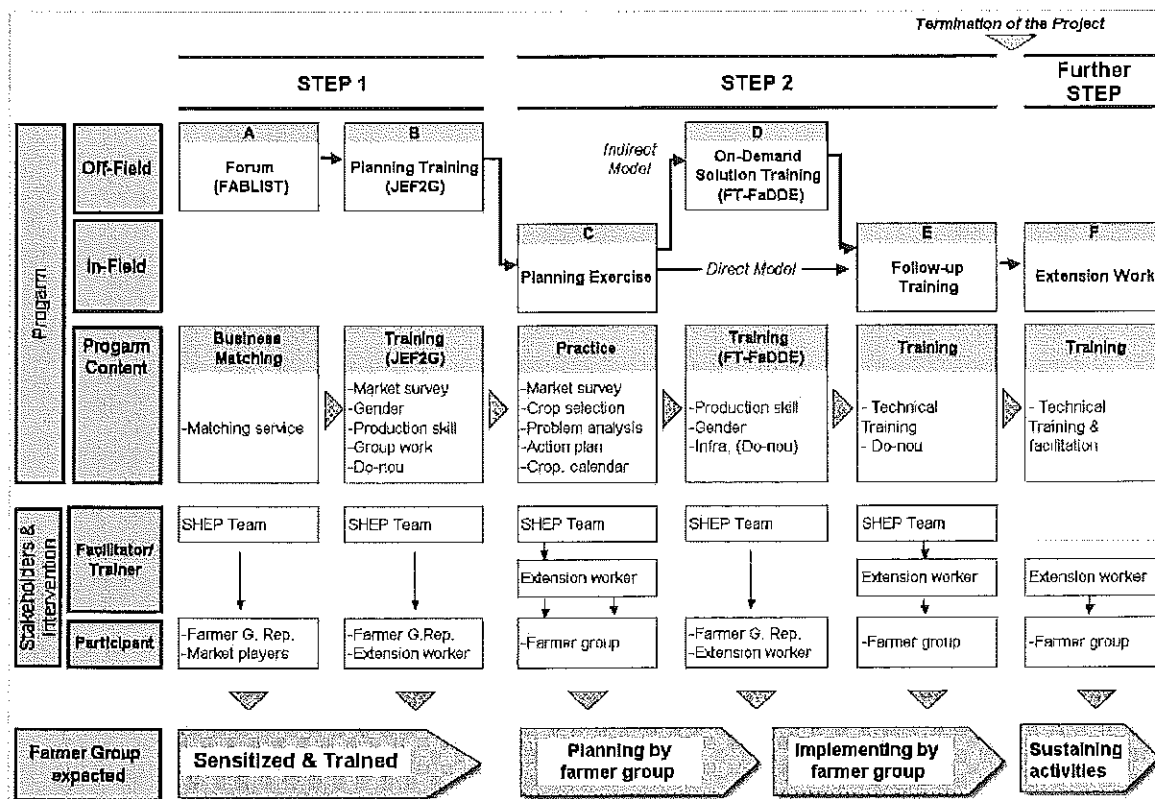 Termination of the Project
STEP 1
STEP 2
Further
STEP
Progarm
Off-Field
In-Field
Progarm
Content
A
Forum
(FABLIST)
B
Planning Training
(JEF2G)
Indirect
Model
D
On-Demand
Solution Training
(FT-FaDDE)
C
Planning Exercise
Direct Model
E
Follow-up
Training
F
Extension Work
Business
Matching
-Matching service
Training
(JEF2G)
-Market survey
-Gender
-Production skill
-Group work
-Do-nou
Practice
-Market survey
-Crop selection
-Problem analysis
-Action plan
-Crop. calendar
Training
(FT-FaDDE)
-Production skill
-Gender
-Infra, (Do-nou)
Training
- Technical
Training
- Do-nou
Training
- Technical
Training &
facilitation
Stakeholders &
Intervention
Facilitator/
Trainer
Participant
SHEP Team
-Farmer G. Rep.
-Market players
SHEP Team
-Farmer G.Rep.
-Extension worker
SHEP Team
Extension worker
-Farmer group
SHEP Team
-Farmer G. Rep.
-Extension worker
SHEP Team
Extension worker
-Farmer group
Extension worker
-Farmer group
Farmer Group
expected
Sensitized & Trained
Planning by
farmer group
Implementing by
farmer group
Sustaining
activities